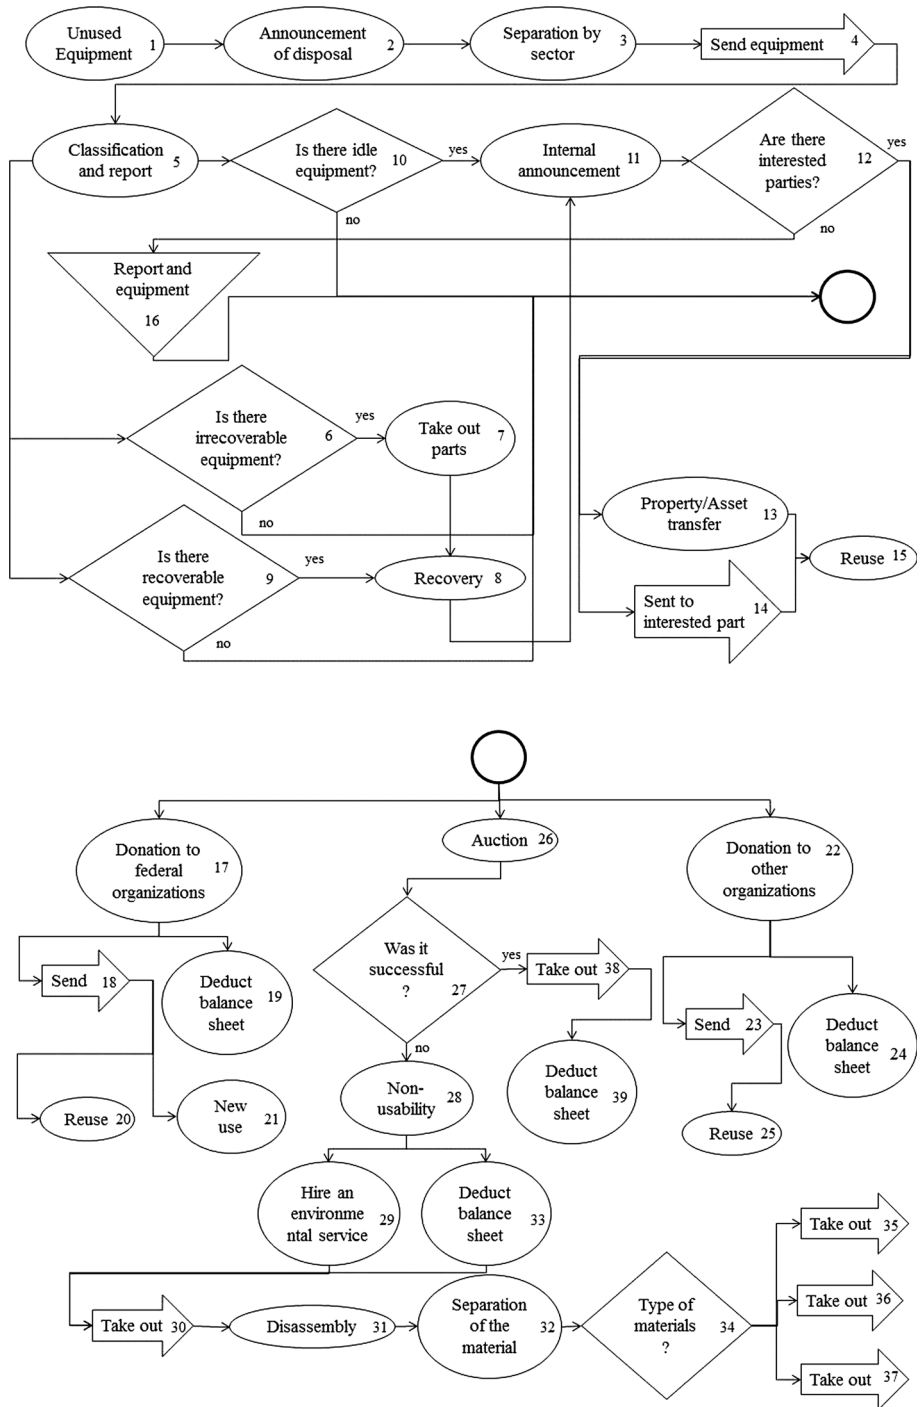 Unused
Equipment 1
Announcement
of disposal 2
Separation by
sector 3
Send equipment 4
Classification
and report 5
Is there idle
equipment? 10
yes
no
Internal
announcement 11
Are there
interested
parties? 12
yes
no
Report and
equipment
16
Is there
irrecoverable
equipment? 6
yes
no
Take out
parts 7
Is there
recoverable
equipment? 9
yes
no
Recovery 8
Property/Asset
transfer 13
Sent to
interested part 14
Reuse 15
Donation to
federal
organizations 17
Auction 26
Donation to
other
organizations 22
Send 18
Deduct
balance
sheet 19
Reuse 20
New
use 21
Was it
successful
? 27
yes
no
Take out 38
Deduct
balance
sheet 39
Send 23
Deduct
balance
sheet 24
Reuse 25
Non-
usability 28
Hire an
environme
ntal service 29
Deduct
balance
sheet 33
Take out 30
Disassembly 31
Separation
of the
material 32
Type of
materials
? 34
Take out 35
Take out 36
Take out 37